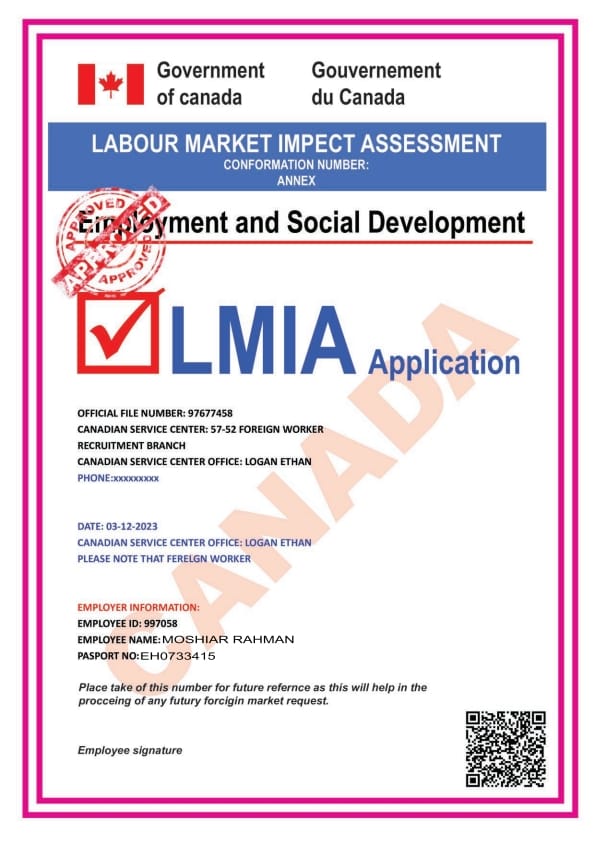 Government
of canada
Gouvernement
du Canada
LABOUR MARKET IMPECT ASSESSMENT
CONFORMATION NUMBER:
ANNEX
Employment and Social Development
APPROVED
APPROVED
APPROVED
LMIA Application
CANADA
OFFICIAL FILE NUMBER: 97677458
CANADIAN SERVICE CENTER: 57-52 FOREIGN WORKER
RECRUITMENT BRANCH
CANADIAN SERVICE CENTER OFFICE: LOGAN ETHAN
PHONE:xxxxxxxxx
DATE: 03-12-2023
CANADIAN SERVICE CENTER OFFICE: LOGAN ETHAN
PLEASE NOTE THAT FERELGN WORKER
EMPLOYER INFORMATION:
EMPLOYEE ID: 997058
EMPLOYEE NAME: MOSHIAR RAHMAN
PASPORT NO: EH0733415
Place take of this number for future refernce as this will help in the
procceing of any futury forcigin market request.
Employee signature